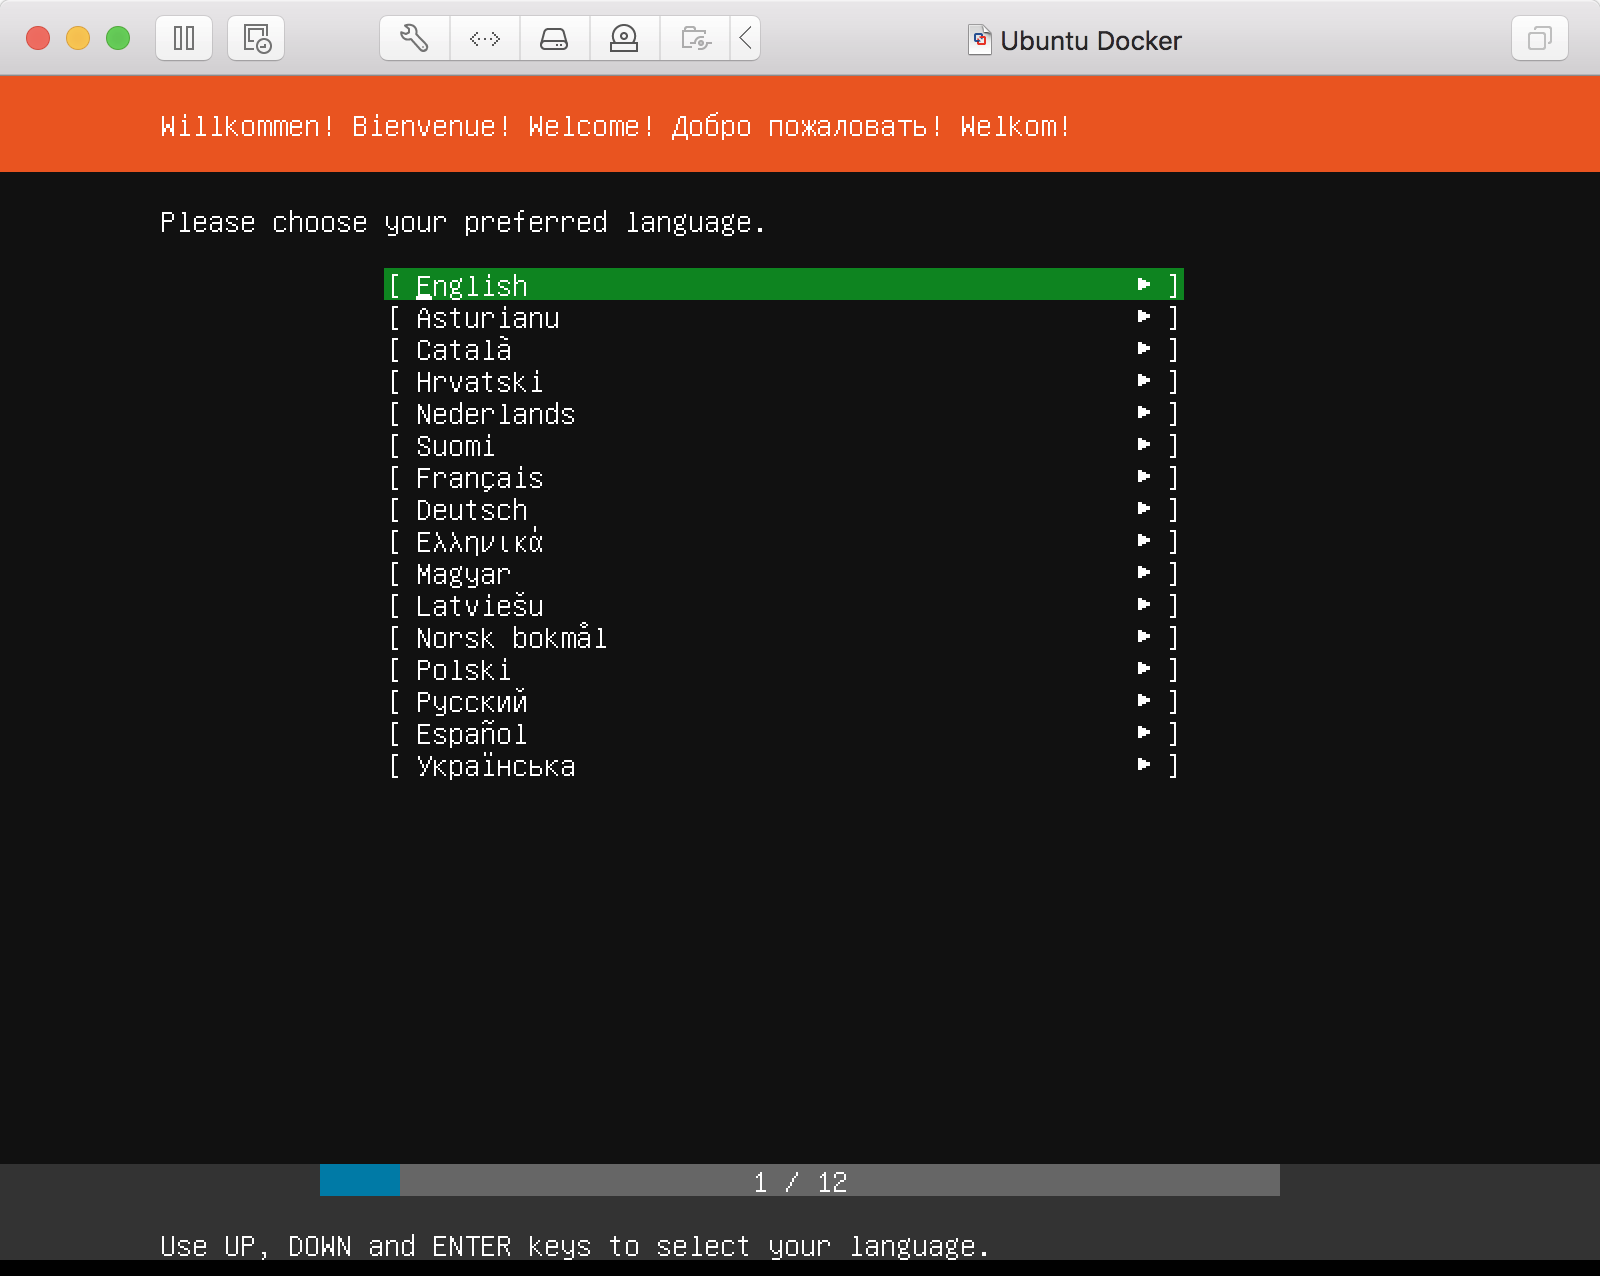 Ubuntu Docker
Willkommen! Bienvenue! Welcome! Добро пожаловать! Welkom!
Please choose your preferred language.
[ English ▸ ]
[ Asturianu ▸ ]
[ Català ▸ ]
[ Hrvatski ▸ ]
[ Nederlands ▸ ]
[ Suomi ▸ ]
[ Français ▸ ]
[ Deutsch ▸ ]
[ Ελληνικά ▸ ]
[ Magyar ▸ ]
[ Latviešu ▸ ]
[ Norsk bokmål ▸ ]
[ Polski ▸ ]
[ Русский ▸ ]
[ Español ▸ ]
[ Українська ▸ ]
1 / 12
Use UP, DOWN and ENTER keys to select your language.